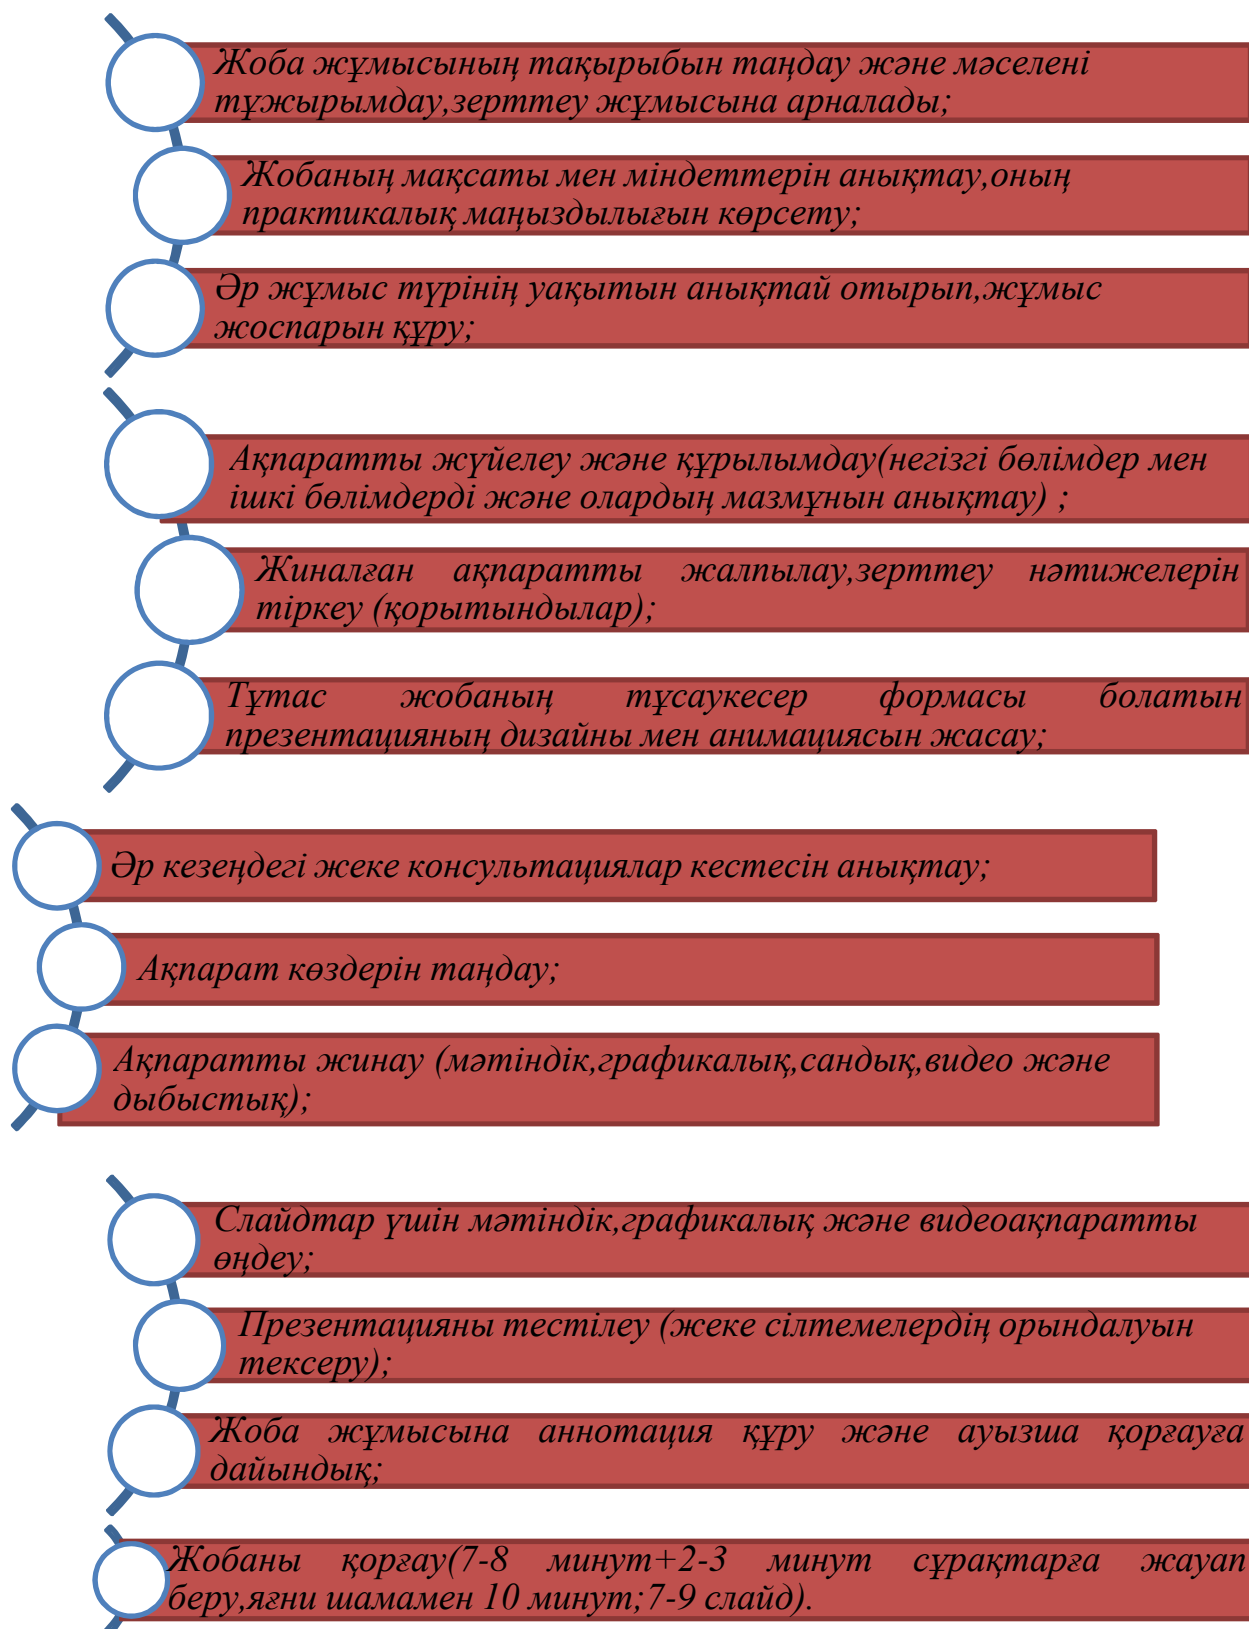 Жоба жұмысының тақырыбын таңдау және мәселені
тұжырымдау,зерттеу жұмысына арналады;
Жобаның мақсаты мен міндеттерін анықтау,оның
практикалық маңыздылығын көрсету;
Әр жұмыс түрінің уақытын анықтай отырып,жұмыс
жоспарын құру;
Ақпаратты жүйелеу және құрылымдау(негізгі бөлімдер мен
ішкі бөлімдерді және олардың мазмұнын анықтау) ;
Жиналған ақпаратты жалпылау,зерттеу нәтижелерін
тіркеу (қорытындылар);
Тұтас жобаның тұсаукесер формасы болатын
презентацияның дизайны мен анимациясын жасау;
Әр кезеңдегі жеке консультациялар кестесін анықтау;
Ақпарат көздерін таңдау;
Ақпаратты жинау (мәтіндік,графикалық,сандық,видео және
дыбыстық);
Слайдтар үшін мәтіндік,графикалық және видеоақпаратты
өңдеу;
Презентацияны тестілеу (жеке сілтемелердің орындалуын
тексеру);
Жоба жұмысына аннотация құру және ауызша қорғауға
дайындық;
Жобаны қорғау(7-8 минут+2-3 минут сұрақтарға жауап
беру,яғни шамамен 10 минут;7-9 слайд).